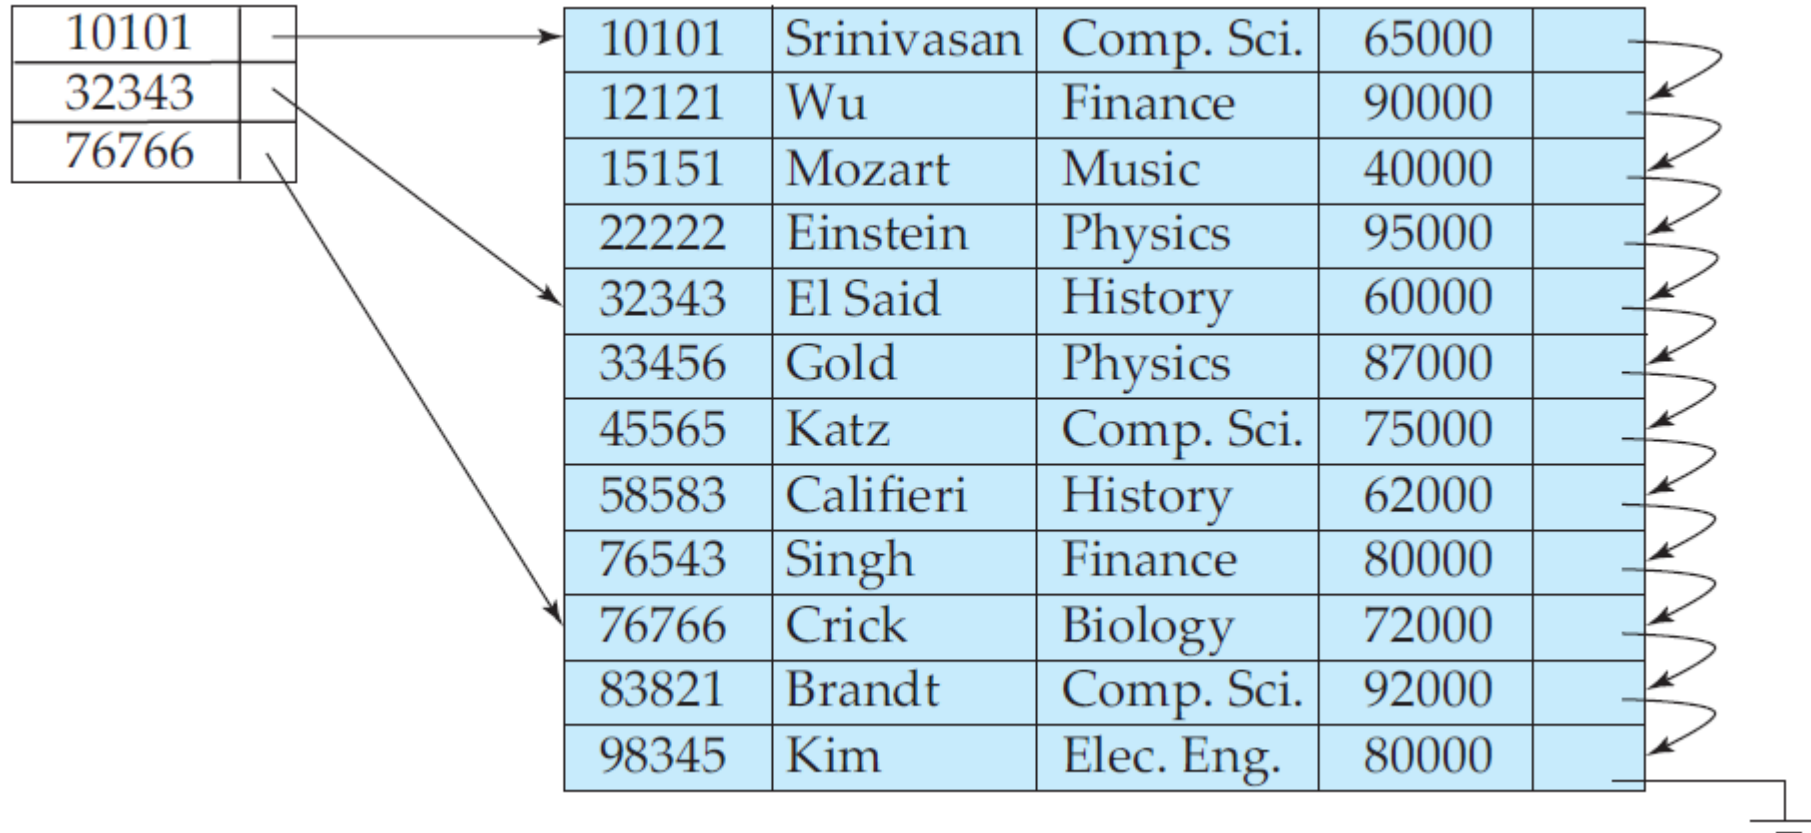 10101
32343
76766
10101 Srinivasan Comp. Sci. 65000
12121 Wu Finance 90000
15151 Mozart Music 40000
22222 Einstein Physics 95000
32343 El Said History 60000
33456 Gold Physics 87000
45565 Katz Comp. Sci. 75000
58583 Califieri History 62000
76543 Singh Finance 80000
76766 Crick Biology 72000
83821 Brandt Comp. Sci. 92000
98345 Kim Elec. Eng. 80000